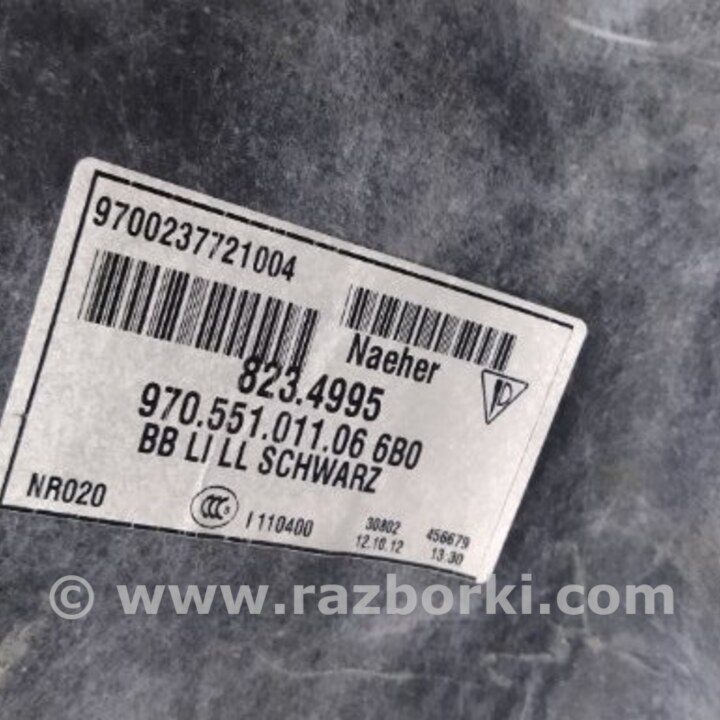 9700237721004
Naeher
823.4995
970.551.011.06 6B0
BB LI LL SCHWARZ
NR020
CCC S
I 110400
30802
12.10.12
456679
13:30
© www.razborki.com